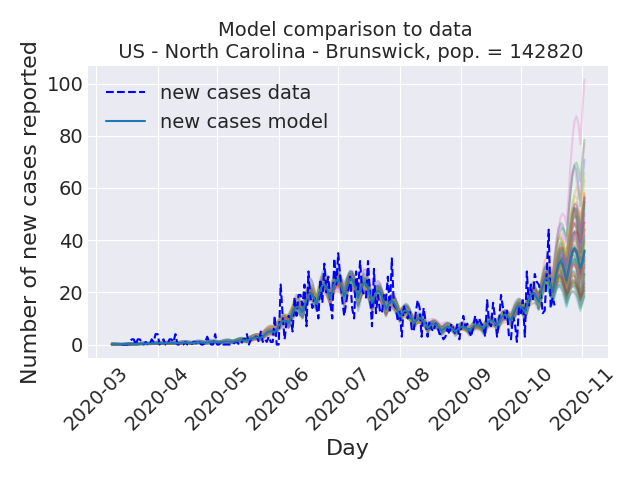 Model comparison to data
US - North Carolina - Brunswick, pop. = 142820
Number of new cases reported
100
80
60
40
20
0
new cases data
new cases model
2020-03
2020-04
2020-05
2020-06
2020-07
2020-08
2020-09
2020-10
2020-11
Day